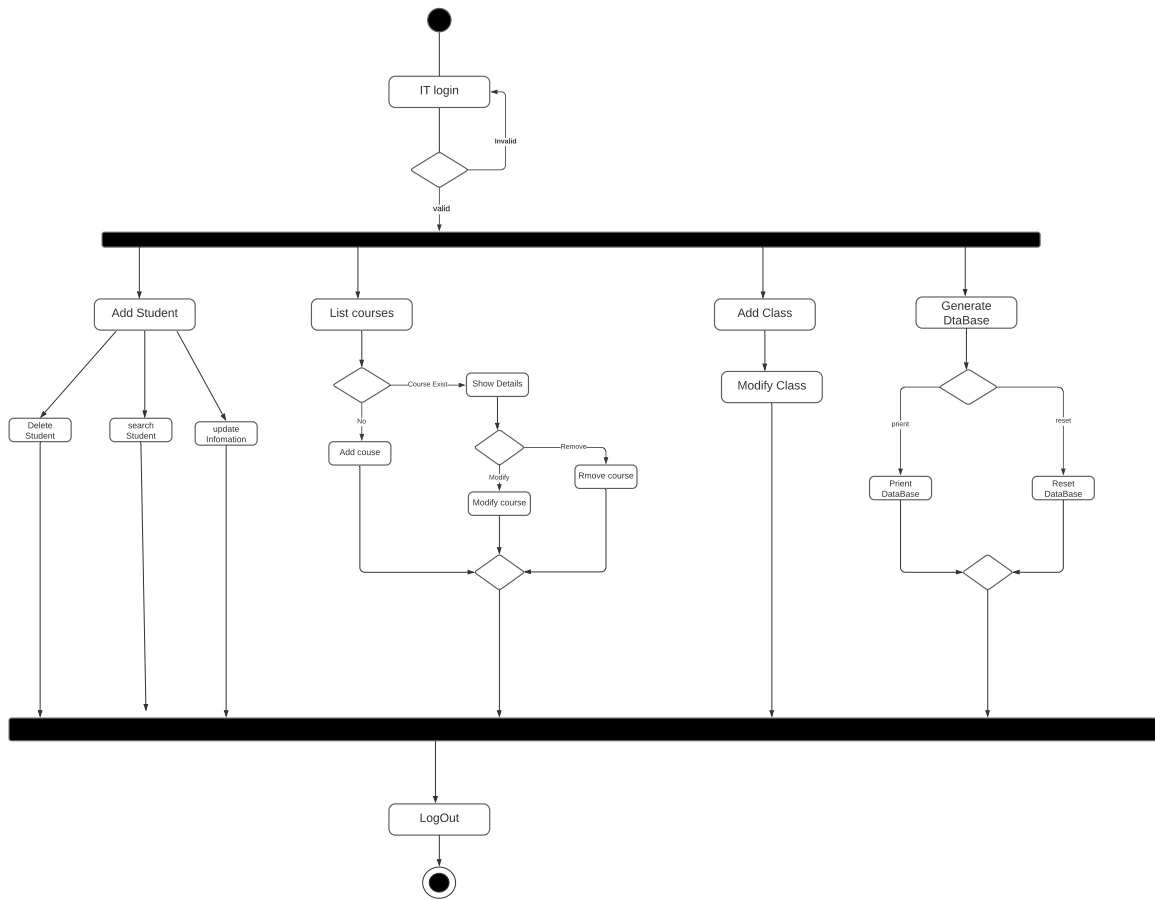 IT login
Invalid
valid
Add Student
List courses
Add Class
Generate
DtaBase
Course Exist
Show Details
Modify Class
No
prient
reset
Delete
Student
search
Student
update
Infomation
Add couse
Remove
Modify
Rmove course
Modify course
Prient
DataBase
Reset
DataBase
LogOut